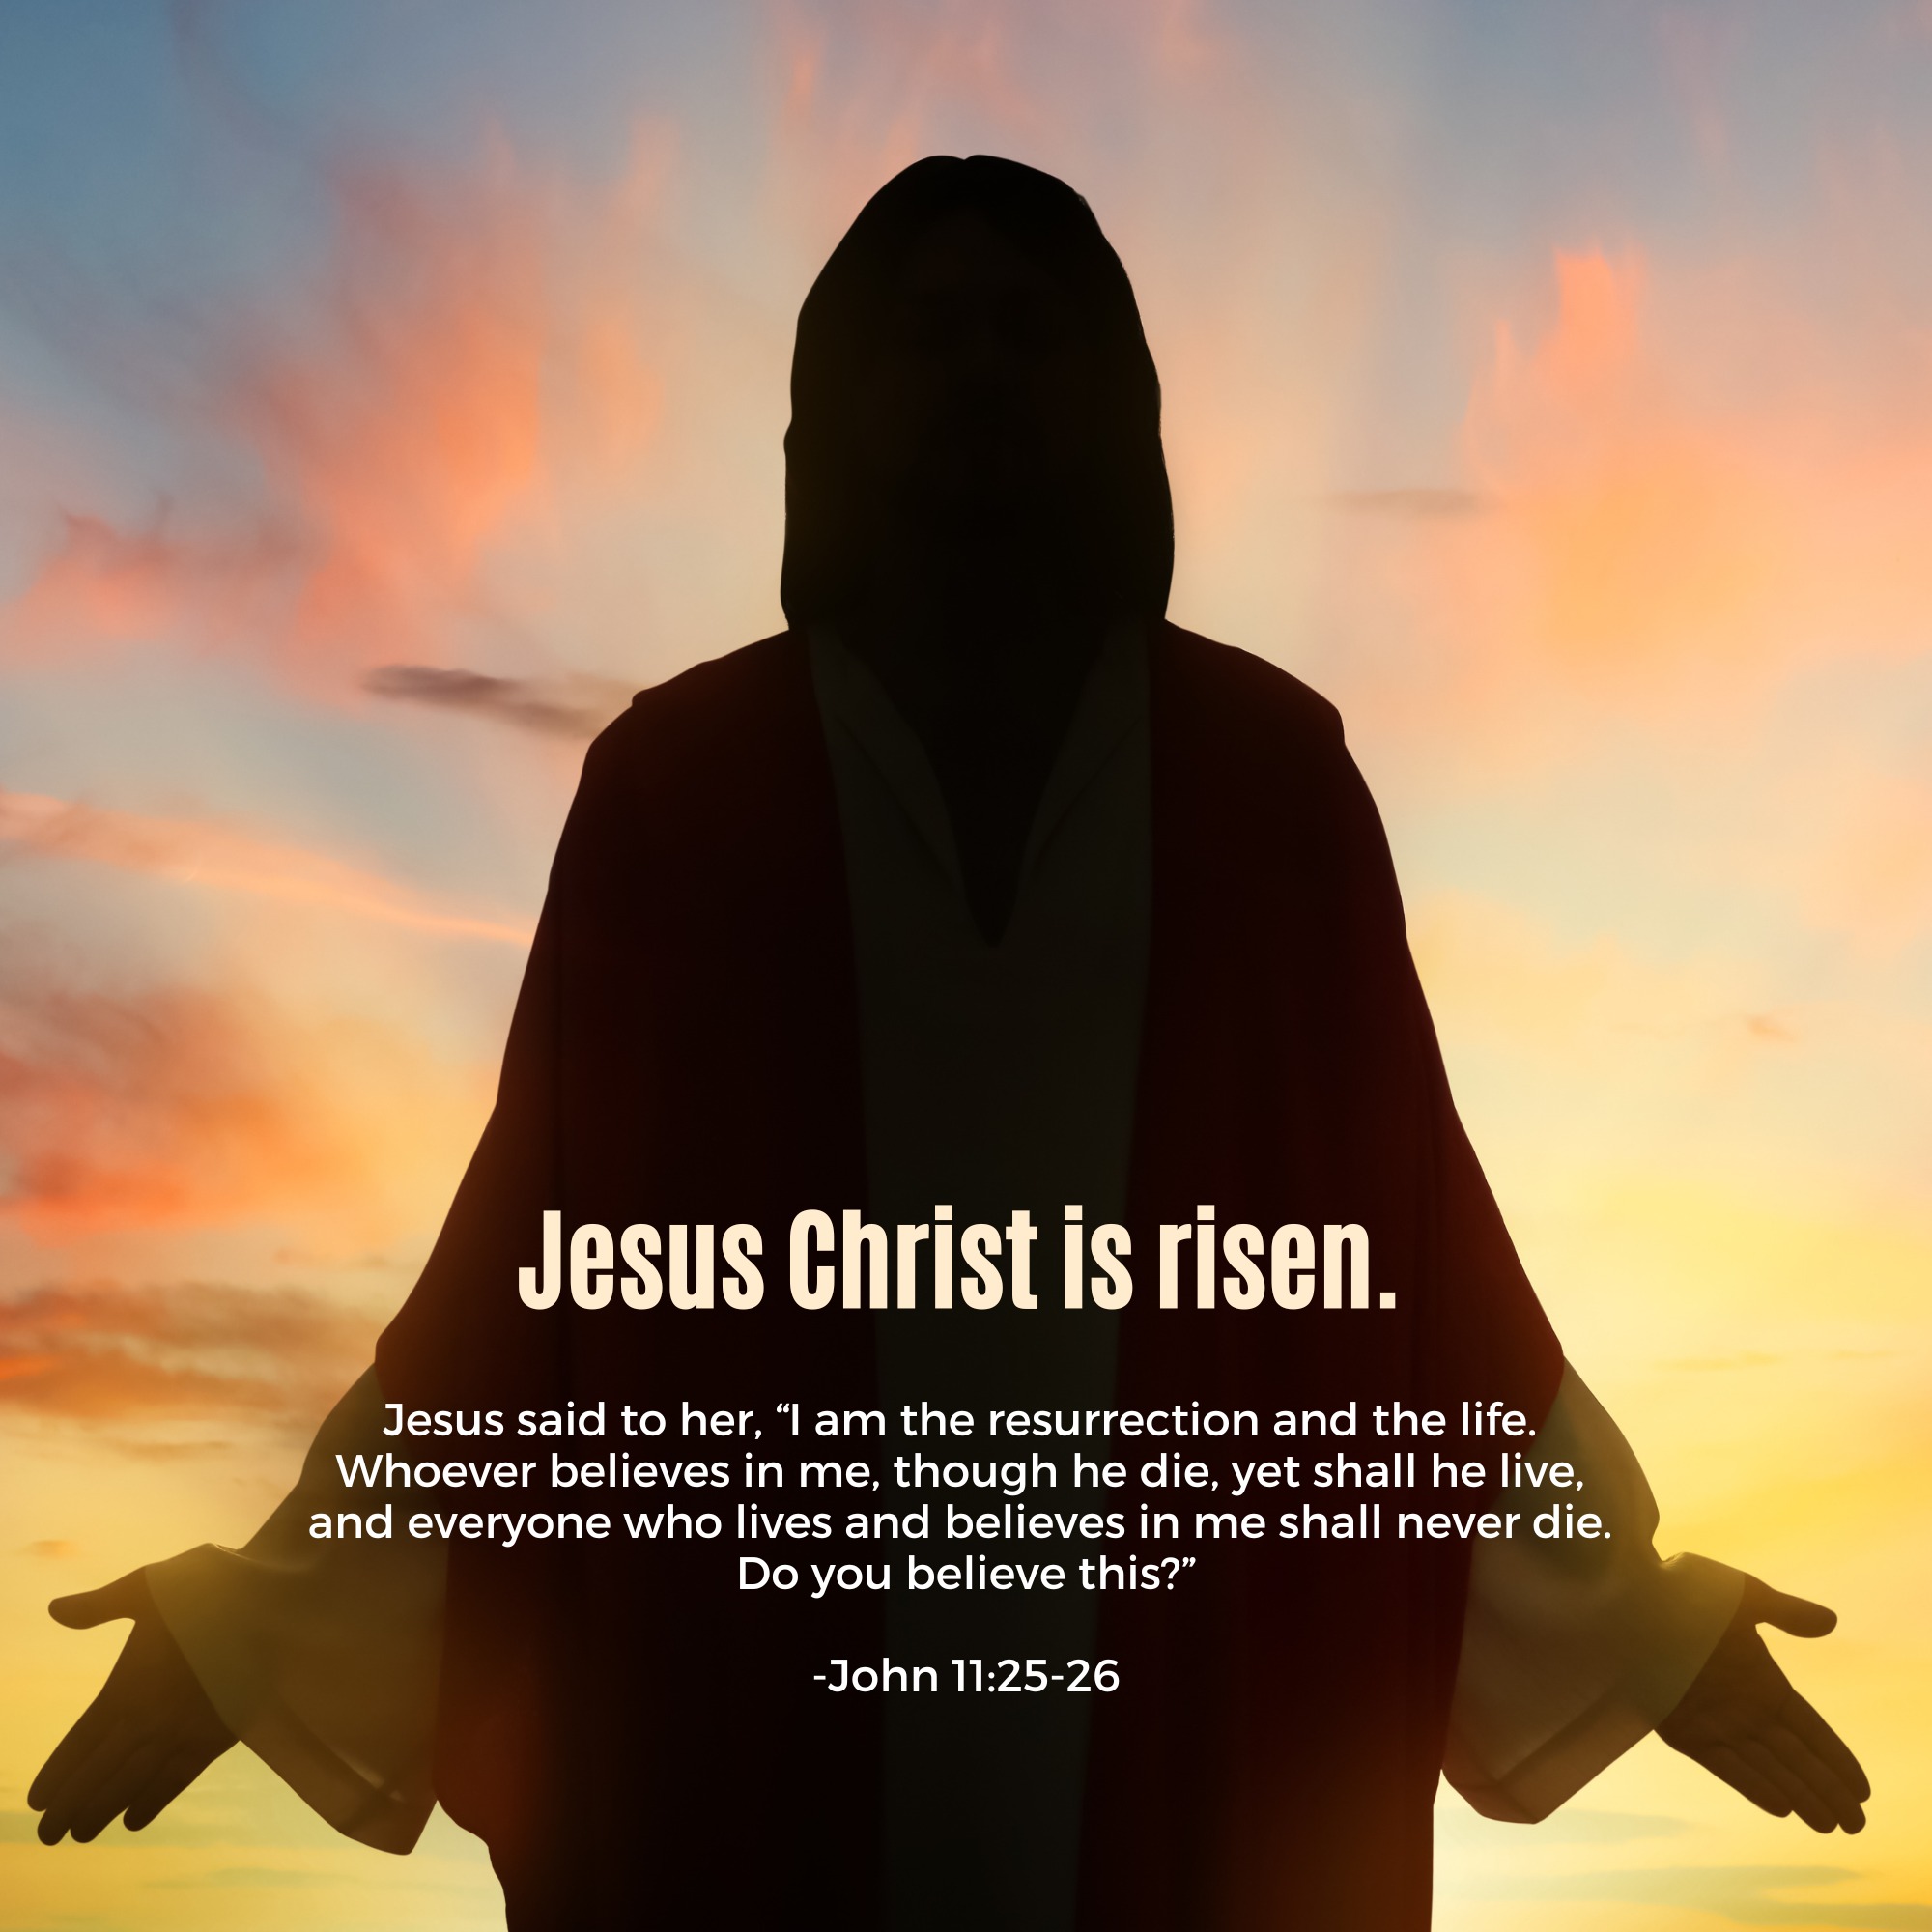 Jesus Christ is risen.
Jesus said to her, “I am the resurrection and the life.
Whoever believes in me, though he die, yet shall he live,
and everyone who lives and believes in me shall never die.
Do you believe this?”
-John 11:25-26